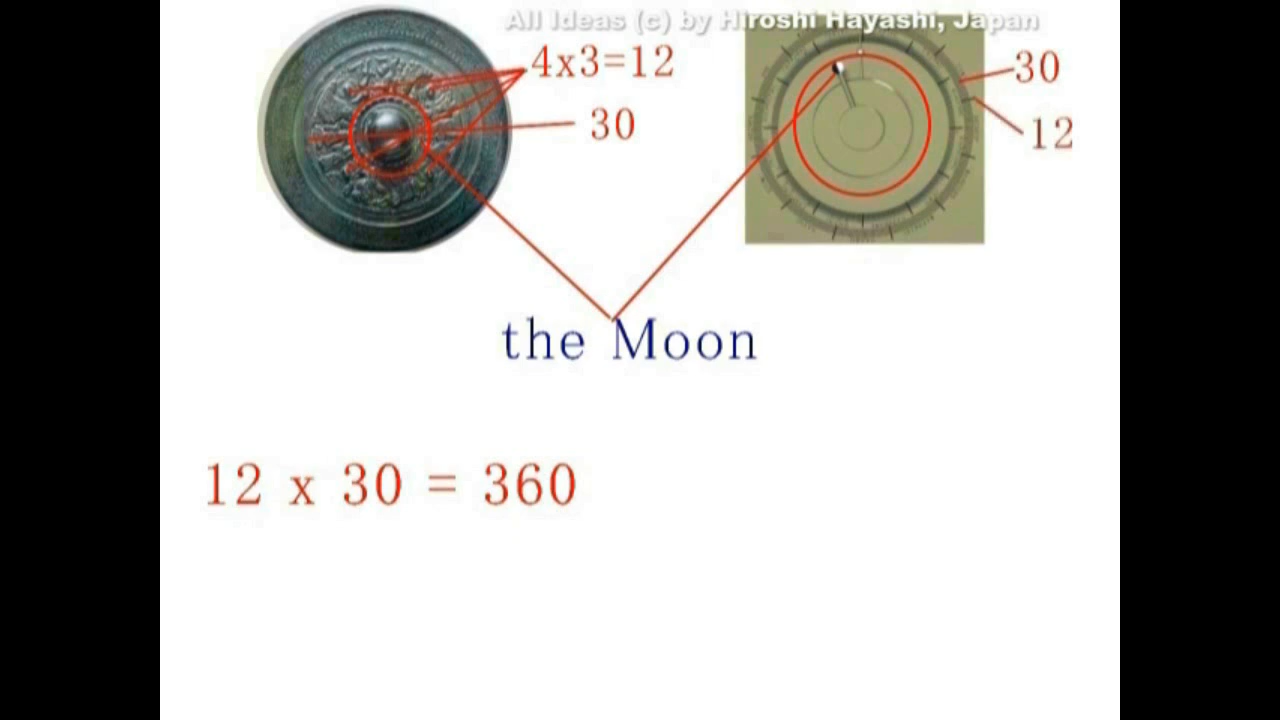 All Ideas (c) by Hiroshi Hayashi, Japan
4x3=12
30
30
12
the Moon
12 x 30 = 360